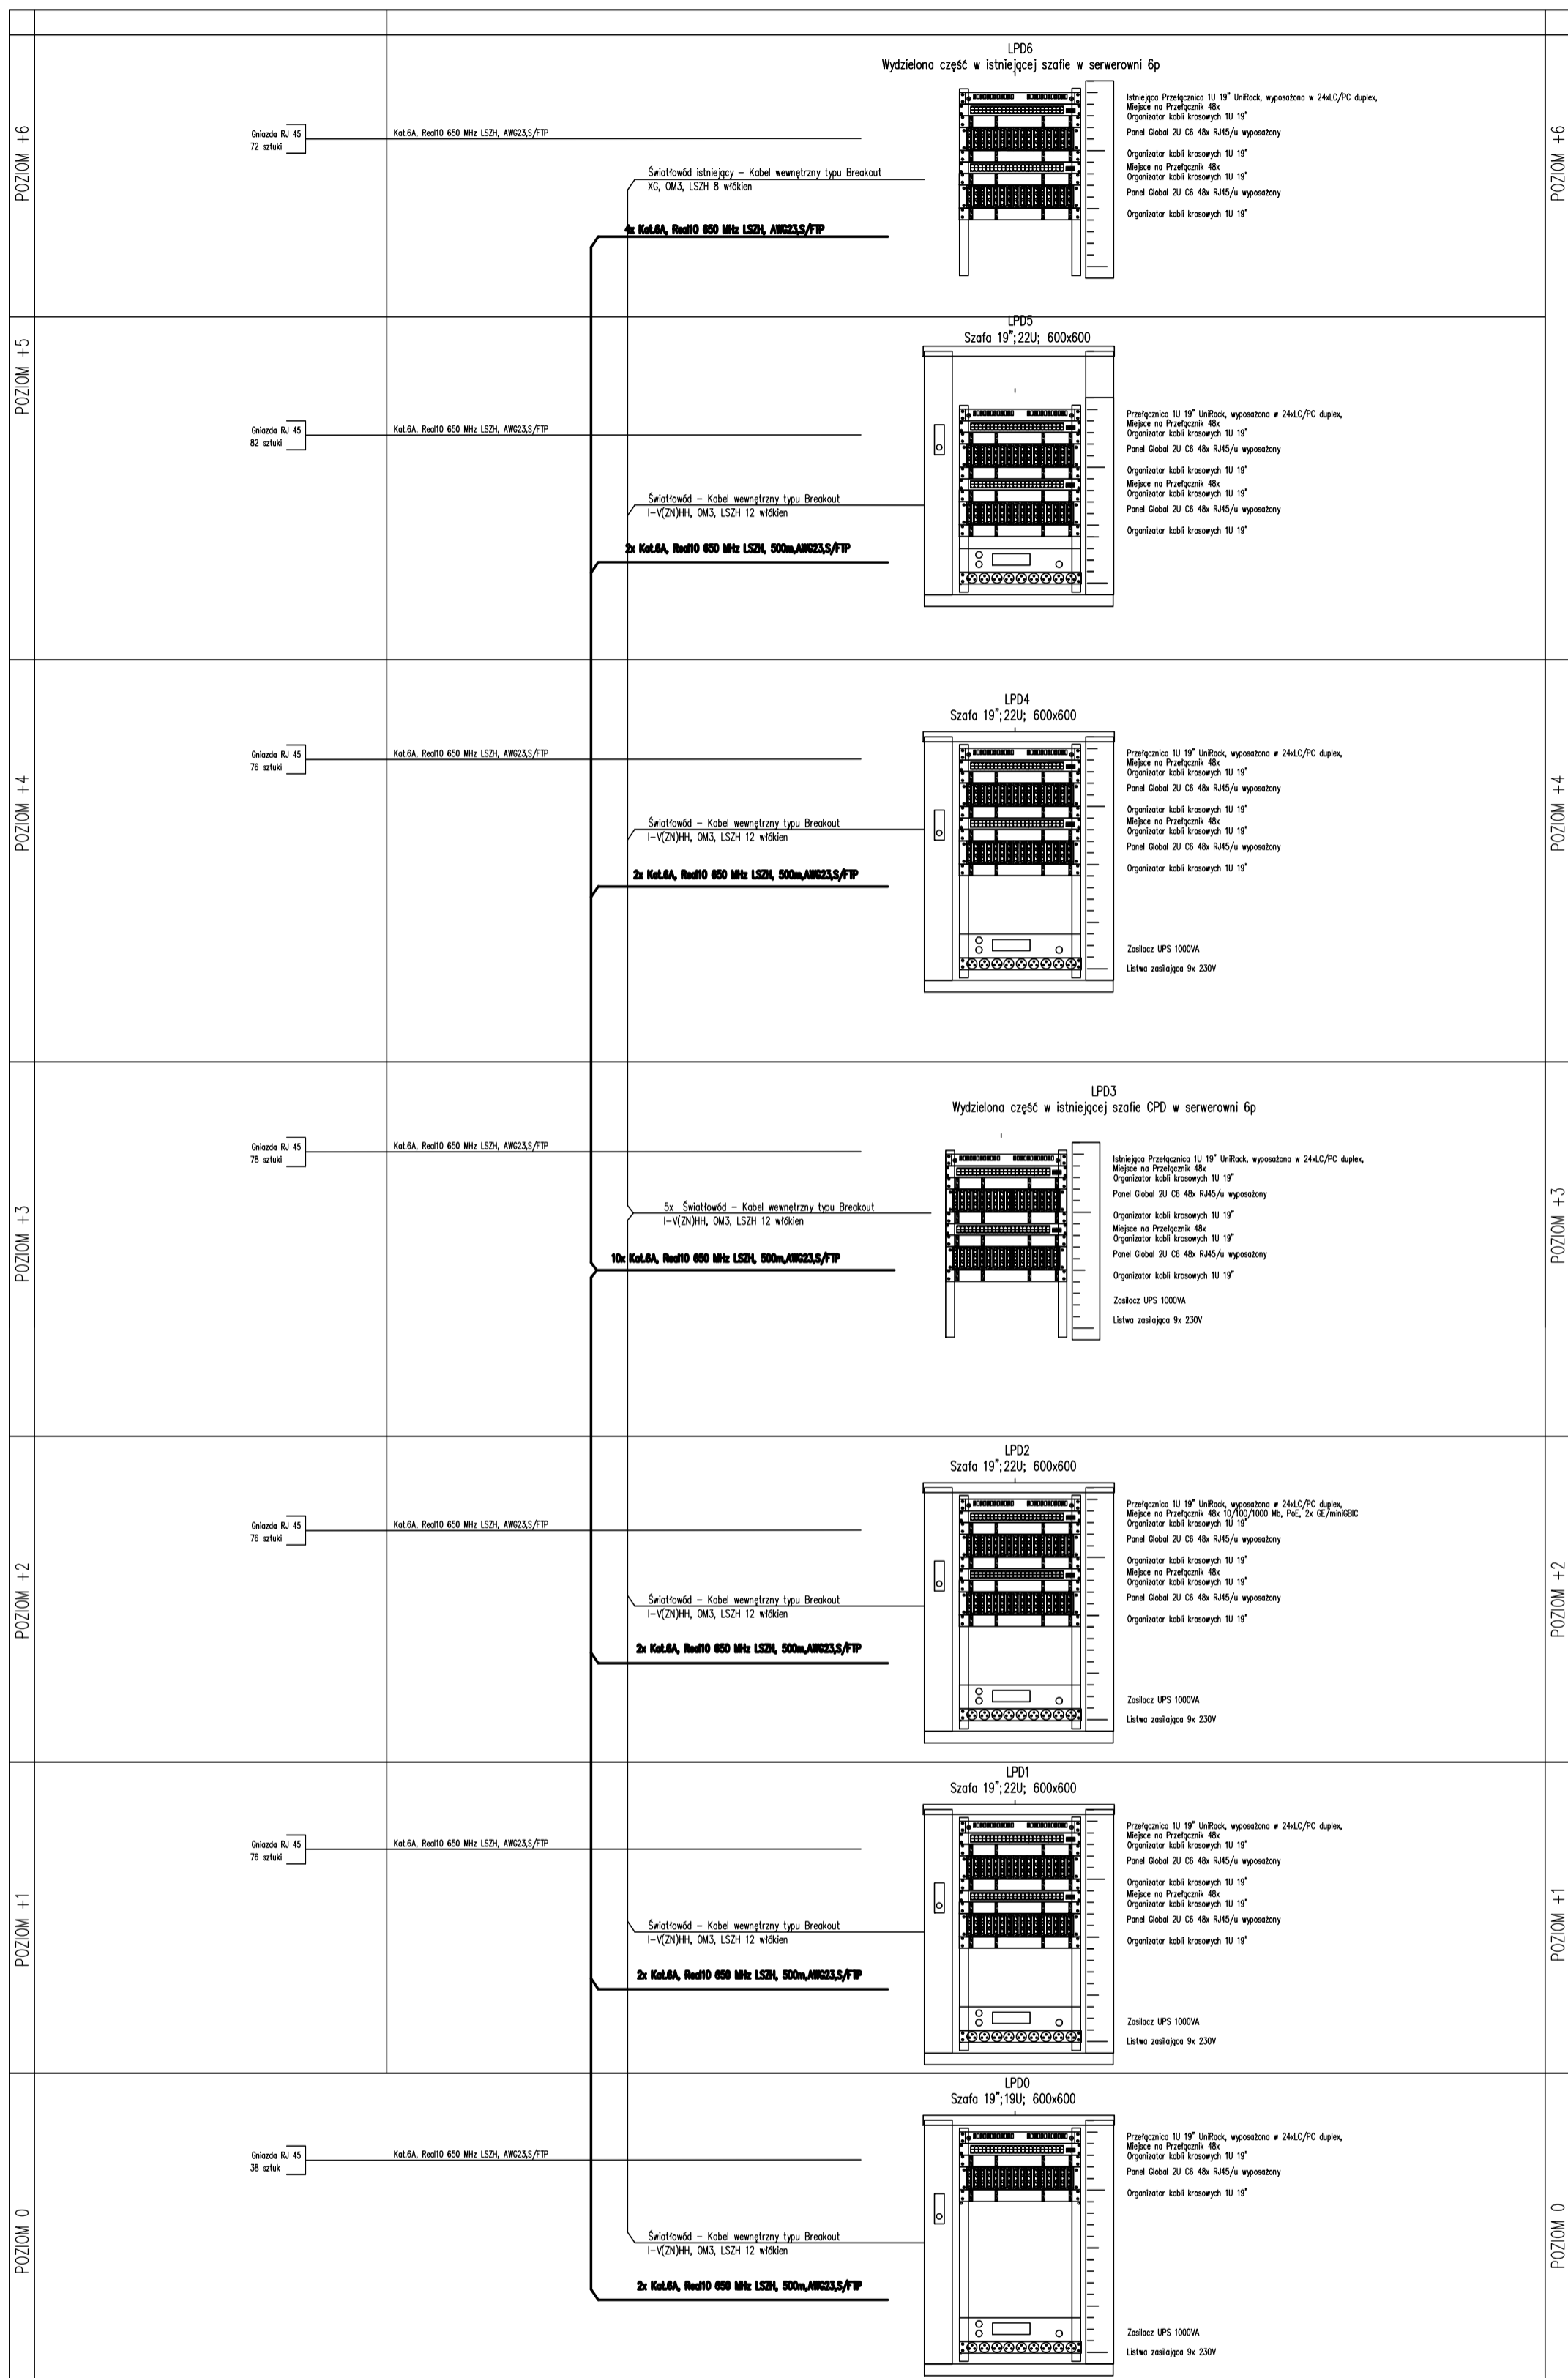 LPD6
Wydzielona część w istniejącej szafie w serwerowni 6p
POZIOM +6
Gniazda RJ 45
72 sztuki
Kat.6A, Real10 650 MHz LSZH, AWG23,S/FTP
Światłowód istniejący – Kabel wewnętrzny typu Breakout
XG, OM3, LSZH 8 włókien
4x Kat.6A, Real10 650 MHz LSZH, AWG23,S/FTP
Istniejąca Przełącznica 1U 19" UniRack, wyposażona w 24xLC/PC duplex,
Miejsce na Przełącznik 48x
Organizator kabli krosowych 1U 19"
Panel Global 2U C6 48x RJ45/u wyposażony
Organizator kabli krosowych 1U 19"
Miejsce na Przełącznik 48x
Organizator kabli krosowych 1U 19"
Panel Global 2U C6 48x RJ45/u wyposażony
Organizator kabli krosowych 1U 19"
POZIOM +6
LPD5
Szafa 19";22U; 600x600
POZIOM +5
Gniazda RJ 45
82 sztuki
Kat.6A, Real10 650 MHz LSZH, AWG23,S/FTP
Światłowód – Kabel wewnętrzny typu Breakout
I–V(ZN)HH, OM3, LSZH 12 włókien
2x Kat.6A, Real10 650 MHz LSZH, 500m,AWG23,S/FTP
Przełącznica 1U 19" UniRack, wyposażona w 24xLC/PC duplex,
Miejsce na Przełącznik 48x
Organizator kabli krosowych 1U 19"
Panel Global 2U C6 48x RJ45/u wyposażony
Organizator kabli krosowych 1U 19"
Miejsce na Przełącznik 48x
Organizator kabli krosowych 1U 19"
Panel Global 2U C6 48x RJ45/u wyposażony
Organizator kabli krosowych 1U 19"
LPD4
Szafa 19";22U; 600x600
POZIOM +4
Gniazda RJ 45
76 sztuki
Kat.6A, Real10 650 MHz LSZH, AWG23,S/FTP
Światłowód – Kabel wewnętrzny typu Breakout
I–V(ZN)HH, OM3, LSZH 12 włókien
2x Kat.6A, Real10 650 MHz LSZH, 500m,AWG23,S/FTP
Przełącznica 1U 19" UniRack, wyposażona w 24xLC/PC duplex,
Miejsce na Przełącznik 48x
Organizator kabli krosowych 1U 19"
Panel Global 2U C6 48x RJ45/u wyposażony
Organizator kabli krosowych 1U 19"
Miejsce na Przełącznik 48x
Organizator kabli krosowych 1U 19"
Panel Global 2U C6 48x RJ45/u wyposażony
Organizator kabli krosowych 1U 19"
Zasilacz UPS 1000VA
Listwa zasilająca 9x 230V
POZIOM +4
LPD3
Wydzielona część w istniejącej szafie CPD w serwerowni 6p
POZIOM +3
Gniazda RJ 45
78 sztuki
Kat.6A, Real10 650 MHz LSZH, AWG23,S/FTP
5x Światłowód – Kabel wewnętrzny typu Breakout
I–V(ZN)HH, OM3, LSZH 12 włókien
10x Kat.6A, Real10 650 MHz LSZH, 500m,AWG23,S/FTP
Istniejąca Przełącznica 1U 19" UniRack, wyposażona w 24xLC/PC duplex,
Miejsce na Przełącznik 48x
Organizator kabli krosowych 1U 19"
Panel Global 2U C6 48x RJ45/u wyposażony
Organizator kabli krosowych 1U 19"
Miejsce na Przełącznik 48x
Organizator kabli krosowych 1U 19"
Panel Global 2U C6 48x RJ45/u wyposażony
Organizator kabli krosowych 1U 19"
Zasilacz UPS 1000VA
Listwa zasilająca 9x 230V
POZIOM +3
LPD2
Szafa 19";22U; 600x600
POZIOM +2
Gniazda RJ 45
76 sztuki
Kat.6A, Real10 650 MHz LSZH, AWG23,S/FTP
Światłowód – Kabel wewnętrzny typu Breakout
I–V(ZN)HH, OM3, LSZH 12 włókien
2x Kat.6A, Real10 650 MHz LSZH, 500m,AWG23,S/FTP
Przełącznica 1U 19" UniRack, wyposażona w 24xLC/PC duplex,
Miejsce na Przełącznik 48x 10/100/1000 Mb, PoE, 2x GE/miniGBIC
Organizator kabli krosowych 1U 19"
Panel Global 2U C6 48x RJ45/u wyposażony
Organizator kabli krosowych 1U 19"
Miejsce na Przełącznik 48x
Organizator kabli krosowych 1U 19"
Panel Global 2U C6 48x RJ45/u wyposażony
Organizator kabli krosowych 1U 19"
Zasilacz UPS 1000VA
Listwa zasilająca 9x 230V
POZIOM +2
LPD1
Szafa 19";22U; 600x600
POZIOM +1
Gniazda RJ 45
76 sztuki
Kat.6A, Real10 650 MHz LSZH, AWG23,S/FTP
Światłowód – Kabel wewnętrzny typu Breakout
I–V(ZN)HH, OM3, LSZH 12 włókien
2x Kat.6A, Real10 650 MHz LSZH, 500m,AWG23,S/FTP
Przełącznica 1U 19" UniRack, wyposażona w 24xLC/PC duplex,
Miejsce na Przełącznik 48x
Organizator kabli krosowych 1U 19"
Panel Global 2U C6 48x RJ45/u wyposażony
Organizator kabli krosowych 1U 19"
Miejsce na Przełącznik 48x
Organizator kabli krosowych 1U 19"
Panel Global 2U C6 48x RJ45/u wyposażony
Organizator kabli krosowych 1U 19"
Zasilacz UPS 1000VA
Listwa zasilająca 9x 230V
POZIOM +1
LPD0
Szafa 19";19U; 600x600
POZIOM 0
Gniazda RJ 45
38 sztuk
Kat.6A, Real10 650 MHz LSZH, AWG23,S/FTP
Światłowód – Kabel wewnętrzny typu Breakout
I–V(ZN)HH, OM3, LSZH 12 włókien
2x Kat.6A, Real10 650 MHz LSZH, 500m,AWG23,S/FTP
Przełącznica 1U 19" UniRack, wyposażona w 24xLC/PC duplex,
Miejsce na Przełącznik 48x
Organizator kabli krosowych 1U 19"
Panel Global 2U C6 48x RJ45/u wyposażony
Organizator kabli krosowych 1U 19"
Zasilacz UPS 1000VA
Listwa zasilająca 9x 230V
POZIOM 0